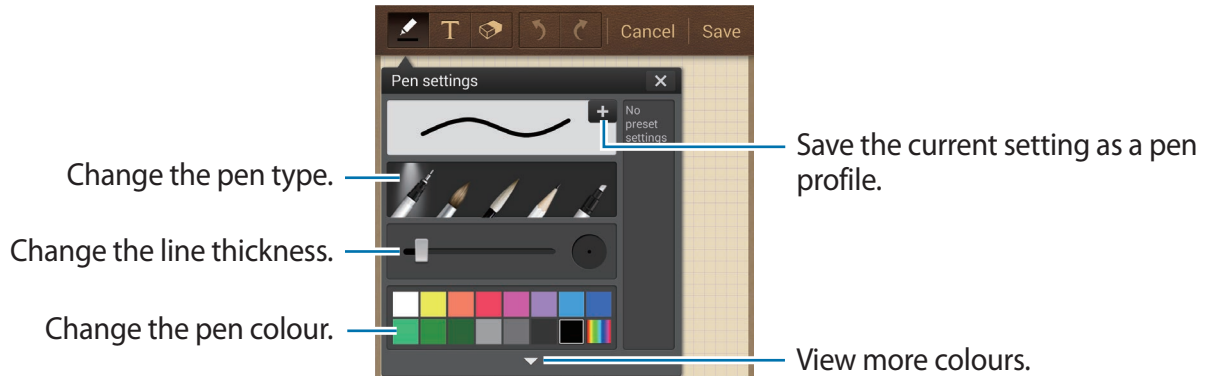 T
Cancel
Save
Pen settings
No
preset
settings
Save the current setting as a pen
profile.
Change the pen type.
Change the line thickness.
Change the pen colour.
View more colours.